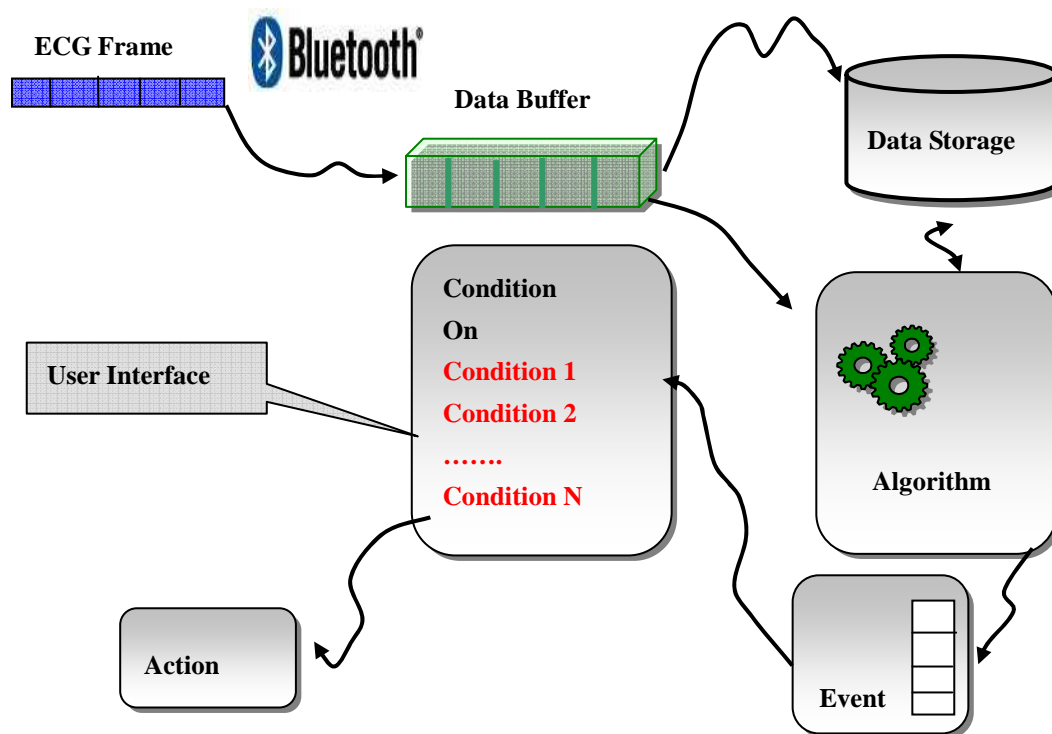 ECG Frame
Bluetooth®
Data Buffer
Data Storage
Condition
On
Condition 1
Condition 2
…….
Condition N
User Interface
Algorithm
Action
Event